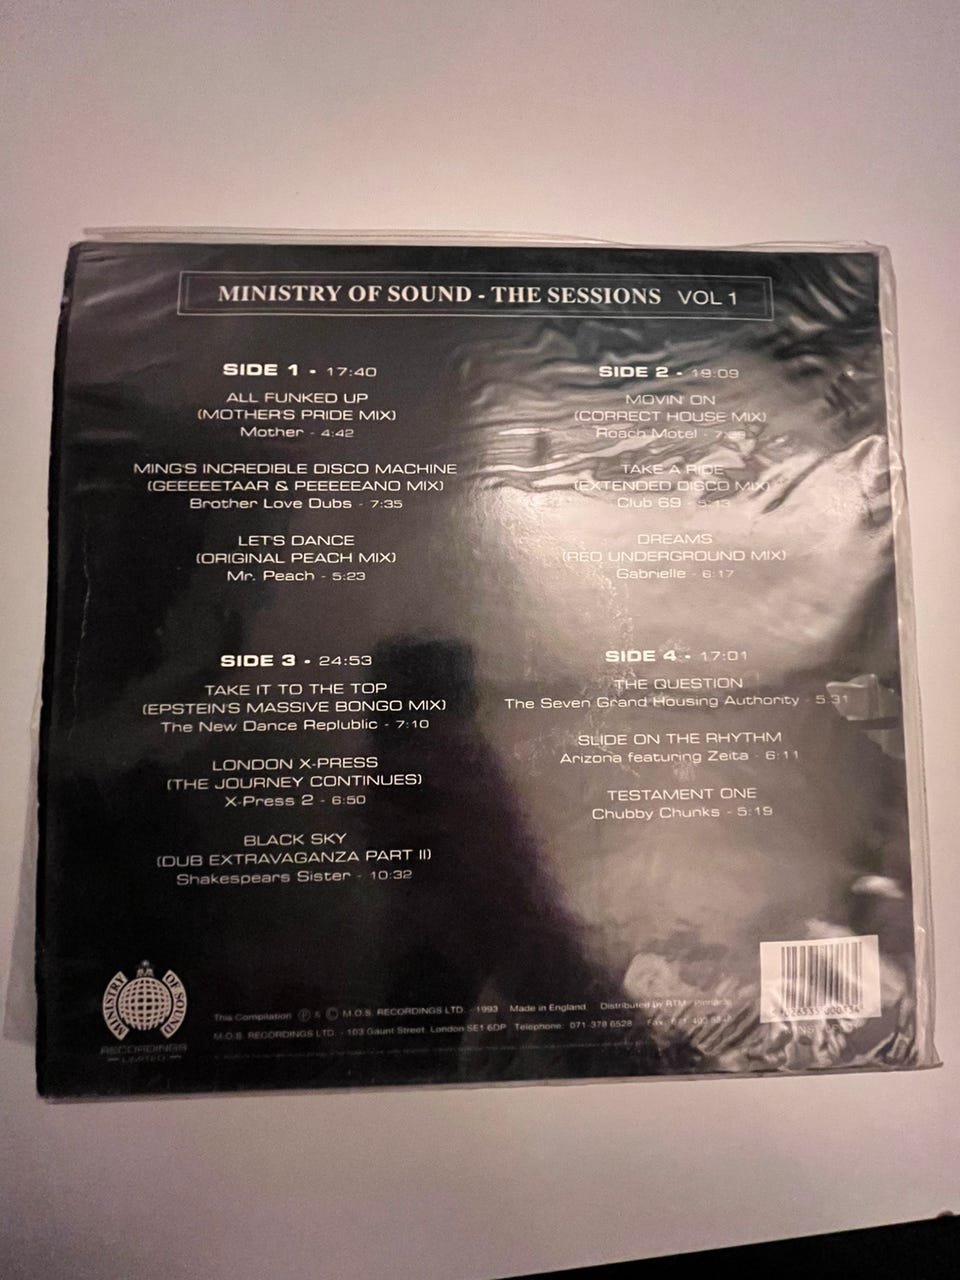 MINISTRY OF SOUND - THE SESSIONS VOL 1
SIDE 1 - 17:40
ALL FUNKED UP
(MOTHER'S PRIDE MIX)
Mother - 4:42
MING'S INCREDIBLE DISCO MACHINE
(GEEEEETAAR & PEEEEEANO MIX)
Brother Love Dubs - 7:35
LET'S DANCE
(ORIGINAL PEACH MIX)
Mr. Peach - 5:23
SIDE 2 - 19:09
MOVIN' ON
(CORRECT HOUSE MIX)
Roach Motel
TAKE A RIDE
(EXTENDED DISCO MIX)
Club 69
DREAMS
(RED UNDERGROUND MIX)
Gabrielle - 6:17
SIDE 3 - 24:53
TAKE IT TO THE TOP
(EPSTEIN'S MASSIVE BONGO MIX)
The New Dance Replublic - 7:10
LONDON X-PRESS
(THE JOURNEY CONTINUES)
X-Press 2 - 6:50
BLACK SKY
(DUB EXTRAVAGANZA PART II)
Shakespears Sister - 10:32
SIDE 4 - 17:01
THE QUESTION
The Seven Grand Housing Authority - 5:31
SLIDE ON THE RHYTHM
Arizona featuring Zeita - 6:11
TESTAMENT ONE
Chubby Chunks - 5:19
MINISTRY OF SOUND
RECORDINGS
LIMITED
This Compilation ℗ & © M.O.S. RECORDINGS LTD. - 1993 Made in England Distributed by RTM Pinnacle
M.O.S. RECORDINGS LTD. - 103 Gaunt Street London SE1 6DP Telephone: 071-378 6528 Fax